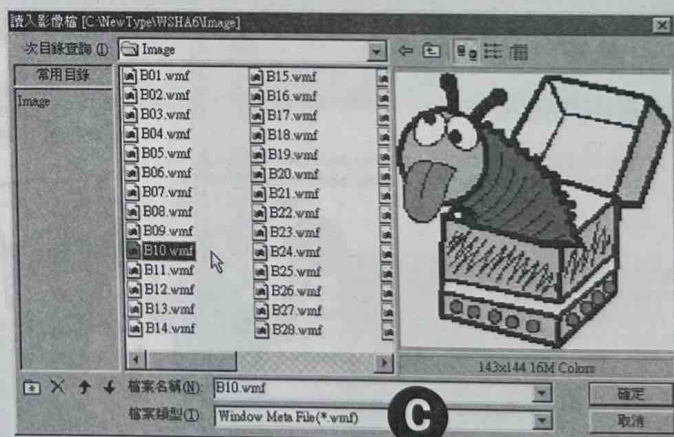 讀入影像檔 [C:\NewType\WSHA6\Image]
次目錄查詢 (I) Image
常用目錄
Image
B01.wmf
B02.wmf
B03.wmf
B04.wmf
B05.wmf
B06.wmf
B07.wmf
B08.wmf
B09.wmf
B10.wmf
B11.wmf
B12.wmf
B13.wmf
B14.wmf
B15.wmf
B16.wmf
B17.wmf
B18.wmf
B19.wmf
B20.wmf
B21.wmf
B22.wmf
B23.wmf
B24.wmf
B25.wmf
B26.wmf
B27.wmf
B28.wmf
143x144 16M Colors
檔案名稱(N): B10.wmf
確定
檔案類型(T): Window Meta File(*.wmf)
取消
C